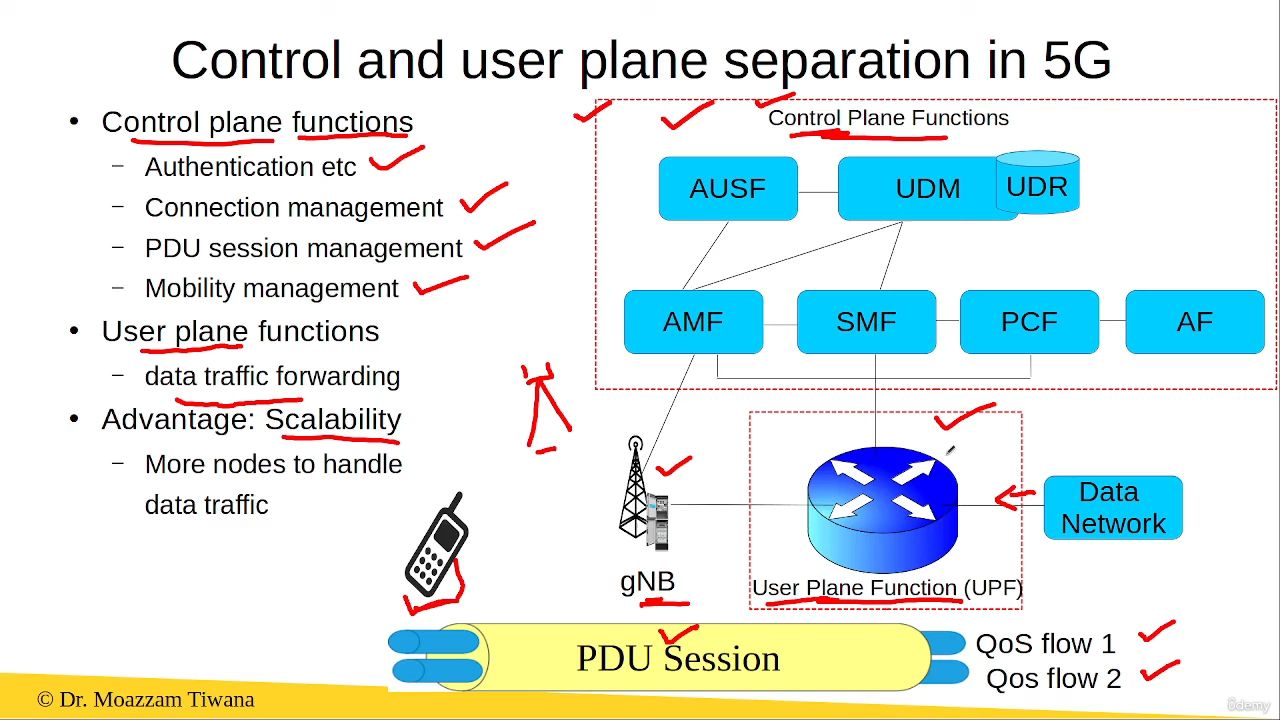 Control and user plane separation in 5G
• Control plane functions
– Authentication etc
– Connection management
– PDU session management
– Mobility management
• User plane functions
– data traffic forwarding
• Advantage: Scalability
– More nodes to handle
data traffic
Control Plane Functions
AUSF
UDM
UDR
AMF
SMF
PCF
AF
Data
Network
gNB
User Plane Function (UPF)
PDU Session
QoS flow 1
Qos flow 2
© Dr. Moazzam Tiwana
ûdemy